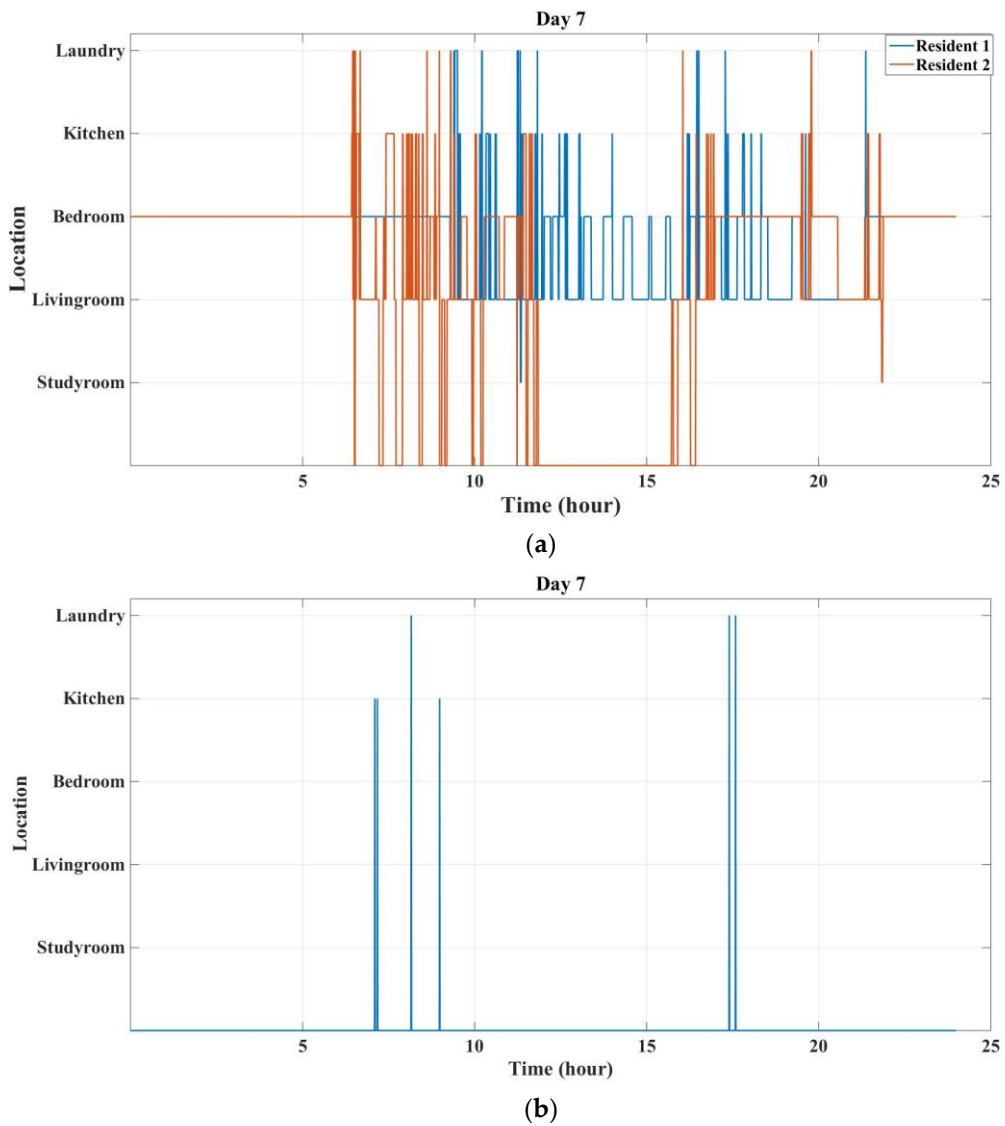 Day 7
Laundry
Kitchen
Bedroom
Livingroom
Studyroom
Location
Resident 1
Resident 2
5
10
15
20
25
Time (hour)
(a)
Day 7
Laundry
Kitchen
Bedroom
Livingroom
Studyroom
Location
5
10
15
20
25
Time (hour)
(b)